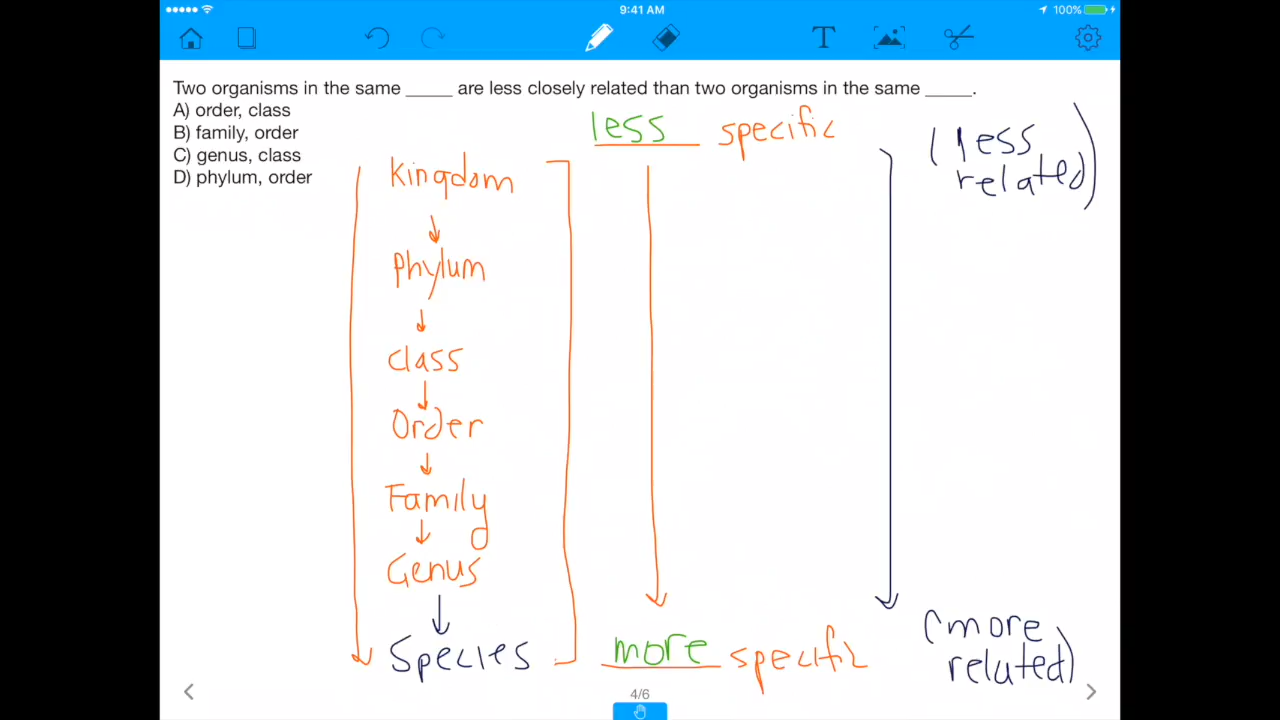 9:41 AM
100%
T
Two organisms in the same _____ are less closely related than two organisms in the same _____.
A) order, class
B) family, order
C) genus, class
D) phylum, order
less specific
(less
related)
Kingdom
Phylum
Class
Order
Family
Genus
Species
more specific
(more
related)
4/6